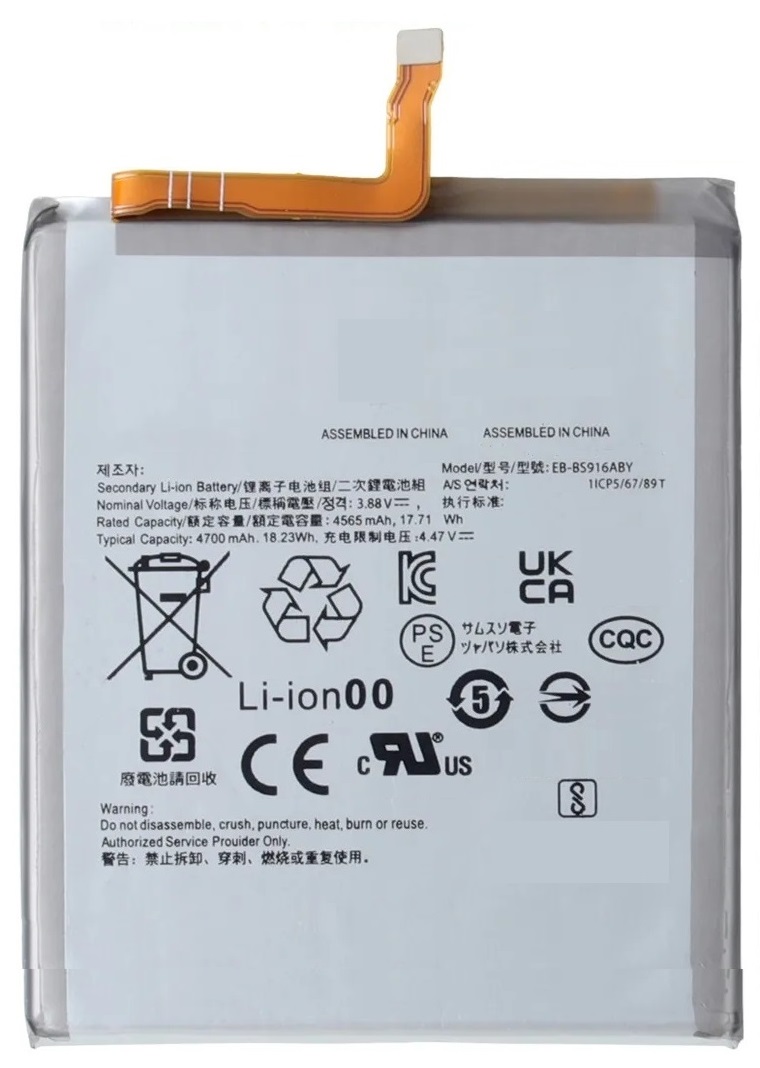 ASSEMBLED IN CHINA ASSEMBLED IN CHINA
제조자:
Secondary Li-ion Battery/锂离子电池组/二次鋰電池組
Nominal Voltage/标称电压/標稱電壓/정격: 3.88V⎓ ,
Rated Capacity/额定容量/額定電容量: 4565 mAh, 17.71 Wh
Typical Capacity: 4700 mAh. 18.23Wh, 充电限制电压 :4.47 V⎓
Model/型号/型號: EB-BS916ABY
A/S 연락처: 1ICP5/67/89 T
执行标准:
UK
CA
PS
E
サムスソ電子
ツャパソ株式会社
CQC
Li-ion00
5
廢電池請回收
CE
c RU® US
Warning:
Do not disassemble, crush, puncture, heat, burn or reuse.
Authorized Service Provider Only.
警告: 禁止拆卸、穿刺、燃烧或重复使用。